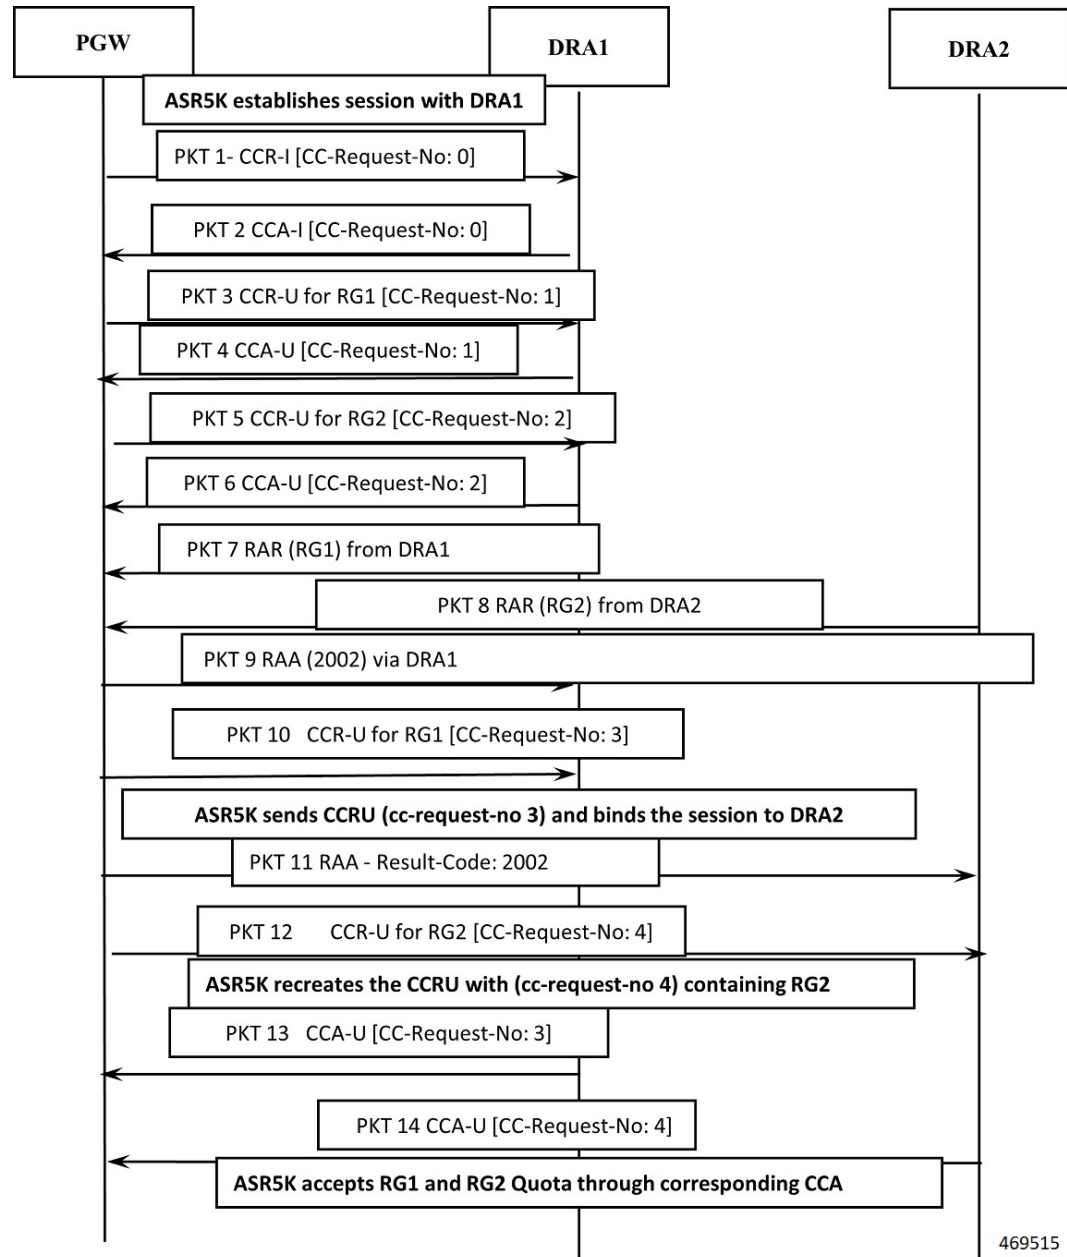 PGW
DRA1
DRA2
ASR5K establishes session with DRA1
PKT 1- CCR-I [CC-Request-No: 0]
PKT 2 CCA-I [CC-Request-No: 0]
PKT 3 CCR-U for RG1 [CC-Request-No: 1]
PKT 4 CCA-U [CC-Request-No: 1]
PKT 5 CCR-U for RG2 [CC-Request-No: 2]
PKT 6 CCA-U [CC-Request-No: 2]
PKT 7 RAR (RG1) from DRA1
PKT 8 RAR (RG2) from DRA2
PKT 9 RAA (2002) via DRA1
PKT 10 CCR-U for RG1 [CC-Request-No: 3]
ASR5K sends CCRU (cc-request-no 3) and binds the session to DRA2
PKT 11 RAA - Result-Code: 2002
PKT 12 CCR-U for RG2 [CC-Request-No: 4]
ASR5K recreates the CCRU with (cc-request-no 4) containing RG2
PKT 13 CCA-U [CC-Request-No: 3]
PKT 14 CCA-U [CC-Request-No: 4]
ASR5K accepts RG1 and RG2 Quota through corresponding CCA
469515